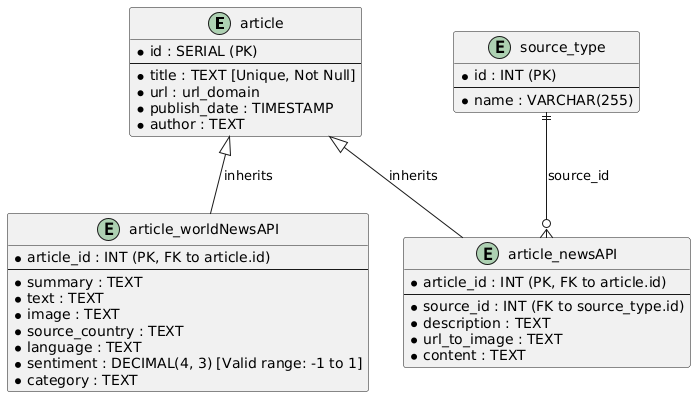 E article
* id : SERIAL (PK)
* title : TEXT [Unique, Not Null]
* url : url_domain
* publish_date : TIMESTAMP
* author : TEXT
E source_type
* id : INT (PK)
* name : VARCHAR(255)
inherits
inherits
source_id
E article_worldNewsAPI
* article_id : INT (PK, FK to article.id)
* summary : TEXT
* text : TEXT
* image : TEXT
* source_country : TEXT
* language : TEXT
* sentiment : DECIMAL(4, 3) [Valid range: -1 to 1]
* category : TEXT
E article_newsAPI
* article_id : INT (PK, FK to article.id)
* source_id : INT (FK to source_type.id)
* description : TEXT
* url_to_image : TEXT
* content : TEXT